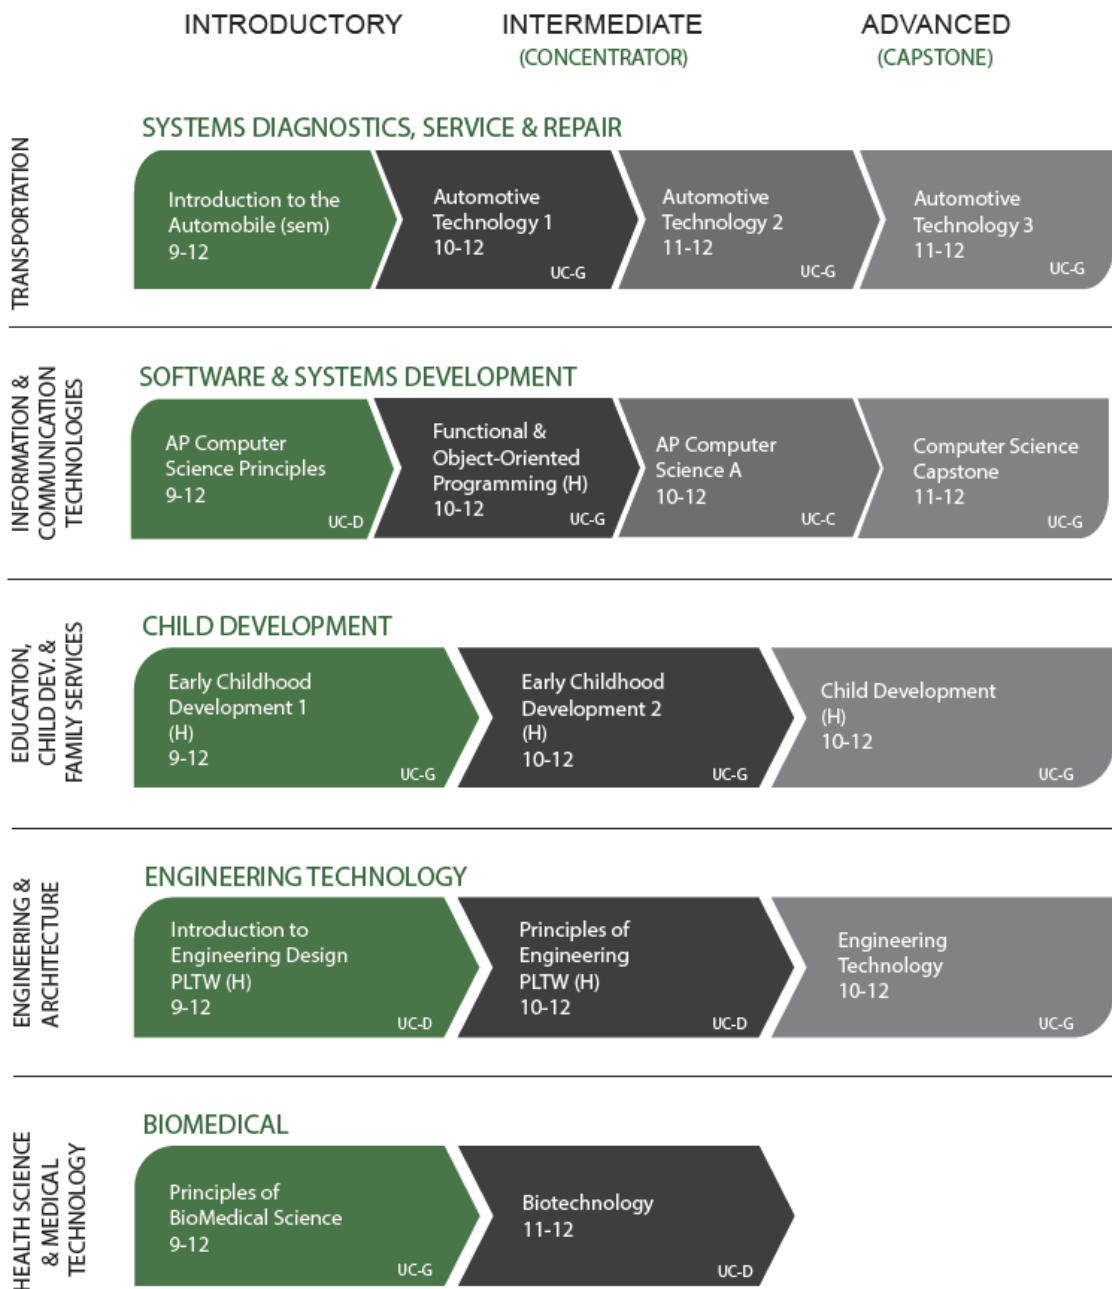 INTRODUCTORY
INTERMEDIATE
(CONCENTRATOR)
ADVANCED
(CAPSTONE)
TRANSPORTATION
SYSTEMS DIAGNOSTICS, SERVICE & REPAIR
Introduction to the
Automobile (sem)
9-12
Automotive
Technology 1
10-12
UC-G
Automotive
Technology 2
11-12
UC-G
Automotive
Technology 3
11-12
UC-G
INFORMATION &
COMMUNICATION
TECHNOLOGIES
SOFTWARE & SYSTEMS DEVELOPMENT
AP Computer
Science Principles
9-12
UC-D
Functional &
Object-Oriented
Programming (H)
10-12
UC-G
AP Computer
Science A
10-12
UC-C
Computer Science
Capstone
11-12
UC-G
EDUCATION,
CHILD DEV. &
FAMILY SERVICES
CHILD DEVELOPMENT
Early Childhood
Development 1
(H)
9-12
UC-G
Early Childhood
Development 2
(H)
10-12
UC-G
Child Development
(H)
10-12
UC-G
ENGINEERING &
ARCHITECTURE
ENGINEERING TECHNOLOGY
Introduction to
Engineering Design
PLTW (H)
9-12
UC-D
Principles of
Engineering
PLTW (H)
10-12
UC-D
Engineering
Technology
10-12
UC-G
HEALTH SCIENCE
& MEDICAL
TECHNOLOGY
BIOMEDICAL
Principles of
BioMedical Science
9-12
UC-G
Biotechnology
11-12
UC-D